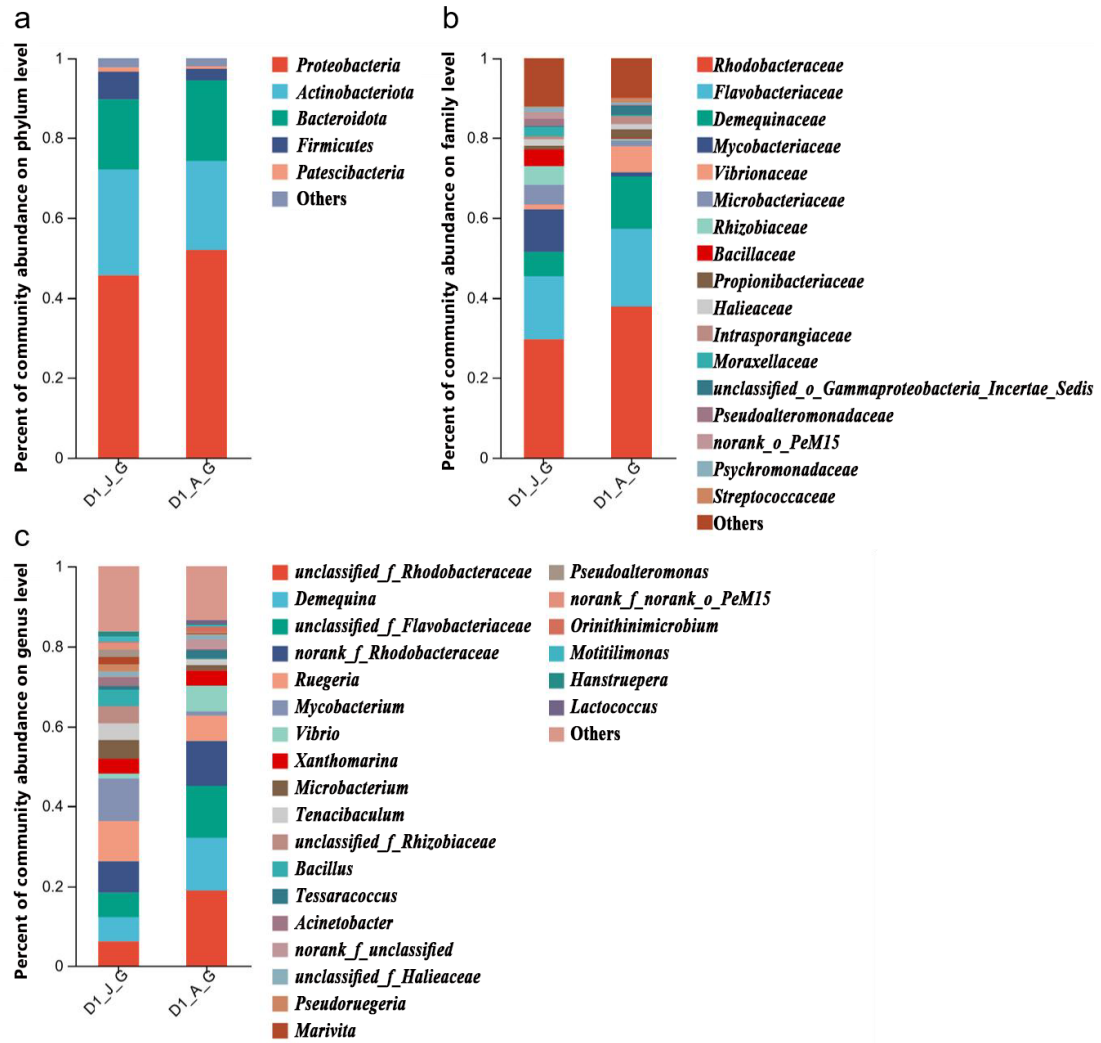 a
Percent of community abundance on phylum level
1
0.8
0.6
0.4
0.2
0
D1_J_G
D1_A_G
Proteobacteria
Actinobacteriota
Bacteroidota
Firmicutes
Patescibacteria
Others
b
Percent of community abundance on family level
1
0.8
0.6
0.4
0.2
0
D1_J_G
D1_A_G
Rhodobacteraceae
Flavobacteriaceae
Demequinaceae
Mycobacteriaceae
Vibrionaceae
Microbacteriaceae
Rhizobiaceae
Bacillaceae
Propionibacteriaceae
Halieaceae
Intrasporangiaceae
Moraxellaceae
unclassified_o_Gammaproteobacteria_Incertae_Sedis
Pseudoalteromonadaceae
norank_o_PeM15
Psychromonadaceae
Streptococcaceae
Others
c
Percent of community abundance on genus level
1
0.8
0.6
0.4
0.2
0
D1_J_G
D1_A_G
unclassified_f_Rhodobacteraceae
Demequina
unclassified_f_Flavobacteriaceae
norank_f_Rhodobacteraceae
Ruegeria
Mycobacterium
Vibrio
Xanthomarina
Microbacterium
Tenacibaculum
unclassified_f_Rhizobiaceae
Bacillus
Tessaracoccus
Acinetobacter
norank_f_unclassified
unclassified_f_Halieaceae
Pseudoruegeria
Marivita
Pseudoalteromonas
norank_f_norank_o_PeM15
Orinithinimicrobium
Motitilimonas
Hanstruepera
Lactococcus
Others